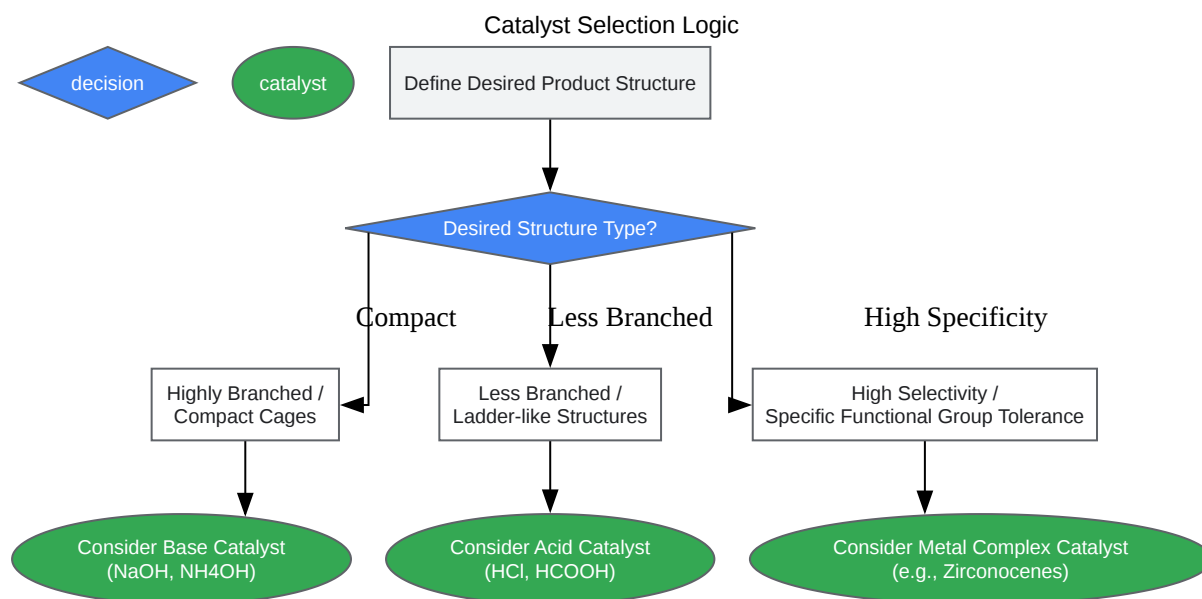 Catalyst Selection Logic
decision
catalyst
Define Desired Product Structure
Desired Structure Type?
Compact
Less Branched
High Specificity
Highly Branched /
Compact Cages
Less Branched /
Ladder-like Structures
High Selectivity /
Specific Functional Group Tolerance
Consider Base Catalyst
(NaOH, NH4OH)
Consider Acid Catalyst
(HCl, HCOOH)
Consider Metal Complex Catalyst
(e.g., Zirconocenes)